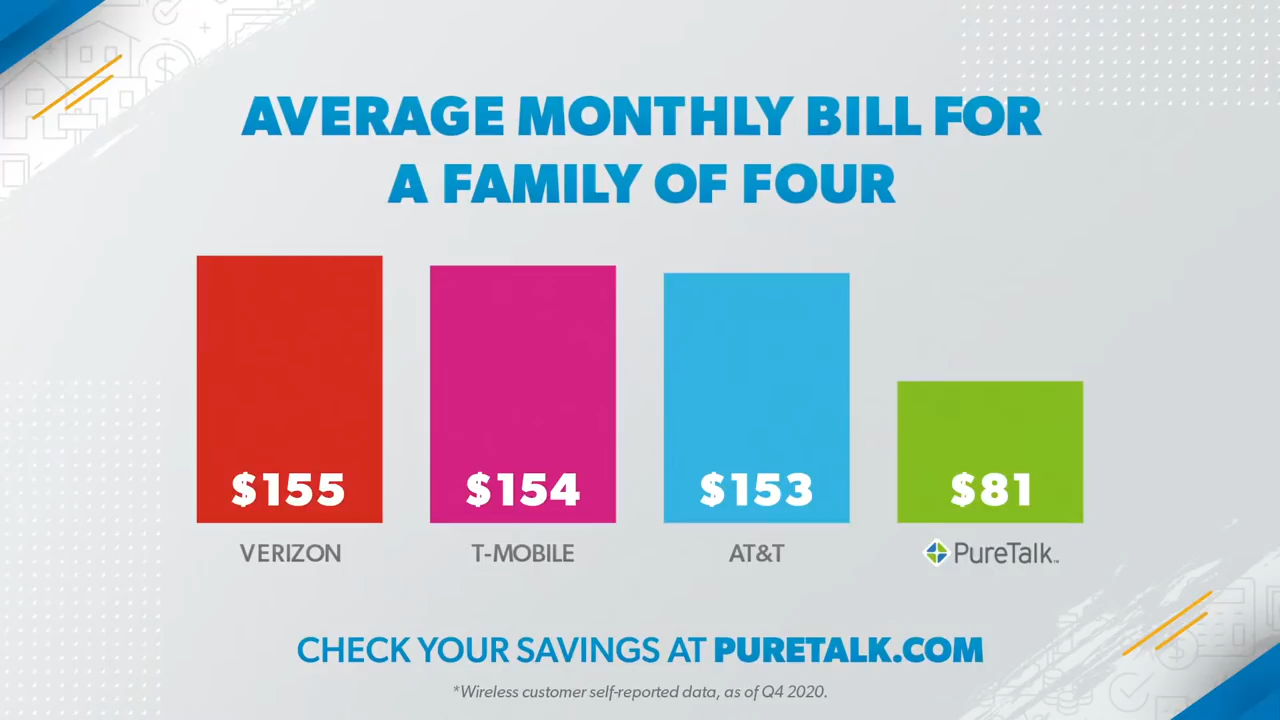 AVERAGE MONTHLY BILL FOR
A FAMILY OF FOUR
$155
$154
$153
$81
VERIZON
T-MOBILE
AT&T
PureTalk™
CHECK YOUR SAVINGS AT PURETALK.COM
*Wireless customer self-reported data, as of Q4 2020.